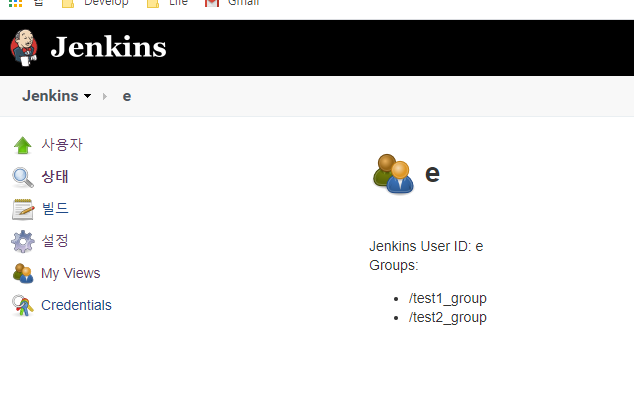 앱 Develop Life Gmail
Jenkins
Jenkins e
사용자
상태
빌드
설정
My Views
Credentials
e
Jenkins User ID: e
Groups:
/test1_group
/test2_group